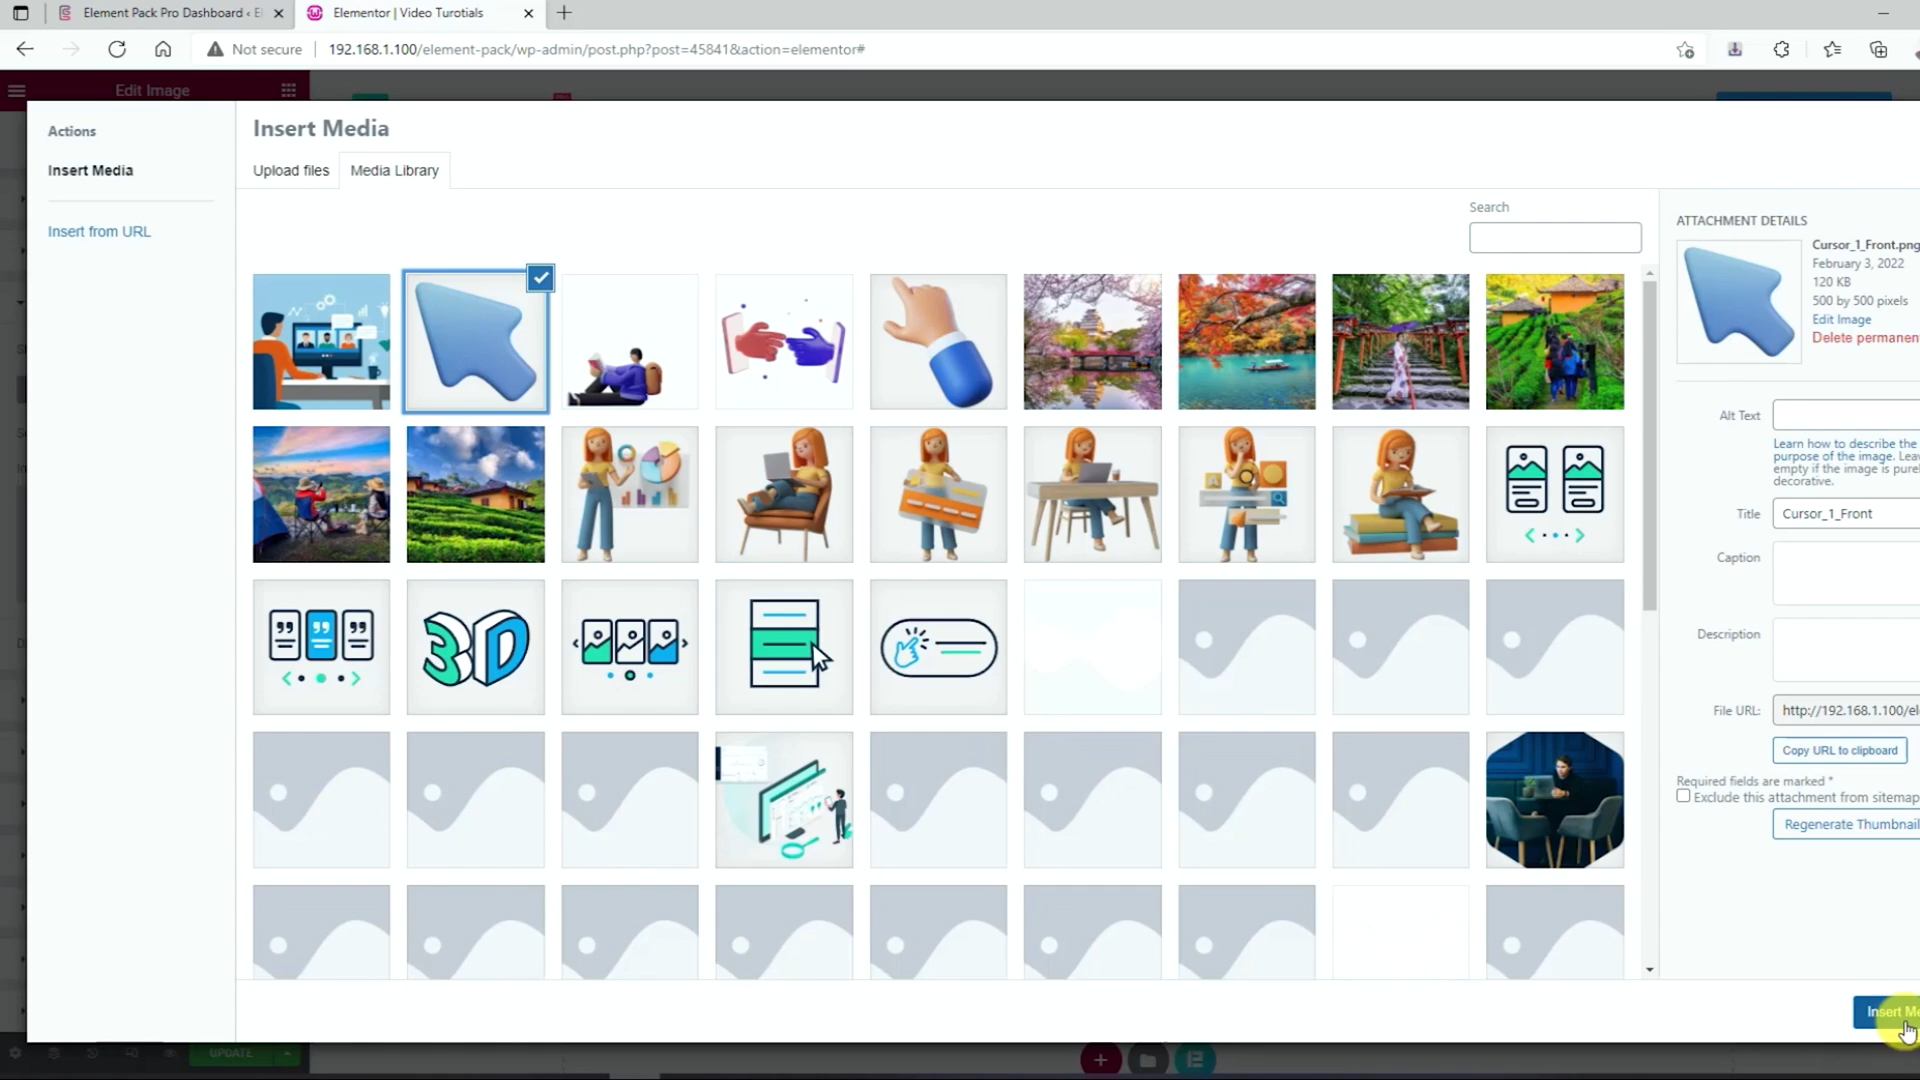 Element Pack Pro Dashboard ‹ E
Elementor | Video Turotials
Not secure
192.168.1.100/element-pack/wp-admin/post.php?post=45841&action=elementor#
Edit Image
Actions
Insert Media
Insert from URL
Insert Media
Upload files
Media Library
Search
ATTACHMENT DETAILS
Cursor_1_Front.png
February 3, 2022
120 KB
500 by 500 pixels
Edit Image
Delete permanen
Alt Text
Learn how to describe the
purpose of the image. Leav
empty if the image is purel
decorative.
Title
Cursor_1_Front
Caption
Description
File URL:
http://192.168.1.100/el
Copy URL to clipboard
Required fields are marked *
Exclude this attachment from sitemap
Regenerate Thumbnail
3D
Insert Me
UPDATE